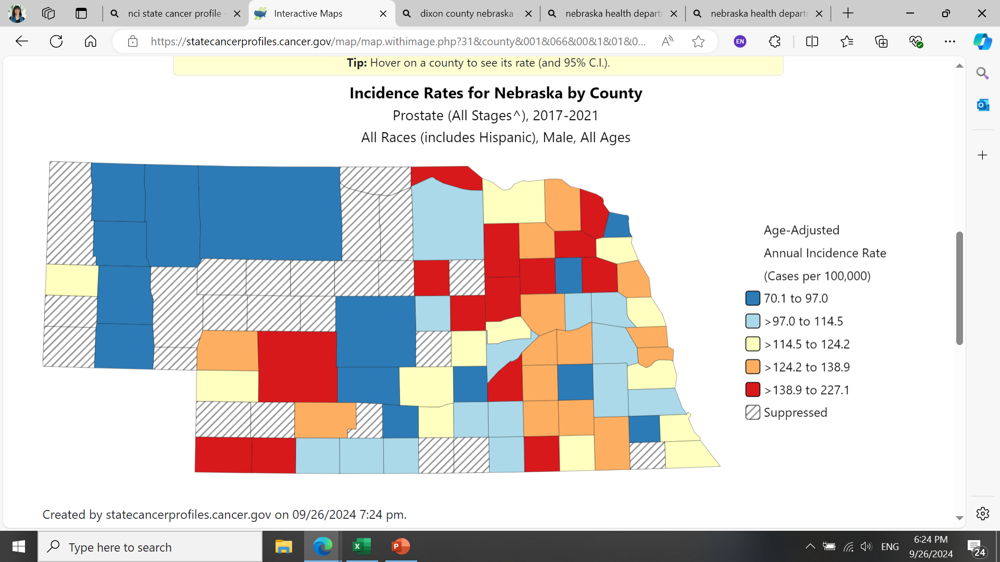 nci state cancer profile -
Interactive Maps
dixon county nebraska
nebraska health depart
nebraska health depart
https://statecancerprofiles.cancer.gov/map/map.withimage.php?31&county&001&066&00&1&01&0...
EN
Tip: Hover on a county to see its rate (and 95% C.I.).
Incidence Rates for Nebraska by County
Prostate (All Stages^), 2017-2021
All Races (includes Hispanic), Male, All Ages
Age-Adjusted
Annual Incidence Rate
(Cases per 100,000)
70.1 to 97.0
>97.0 to 114.5
>114.5 to 124.2
>124.2 to 138.9
>138.9 to 227.1
Suppressed
Created by statecancerprofiles.cancer.gov on 09/26/2024 7:24 pm.
Type here to search
ENG
6:24 PM
9/26/2024
24